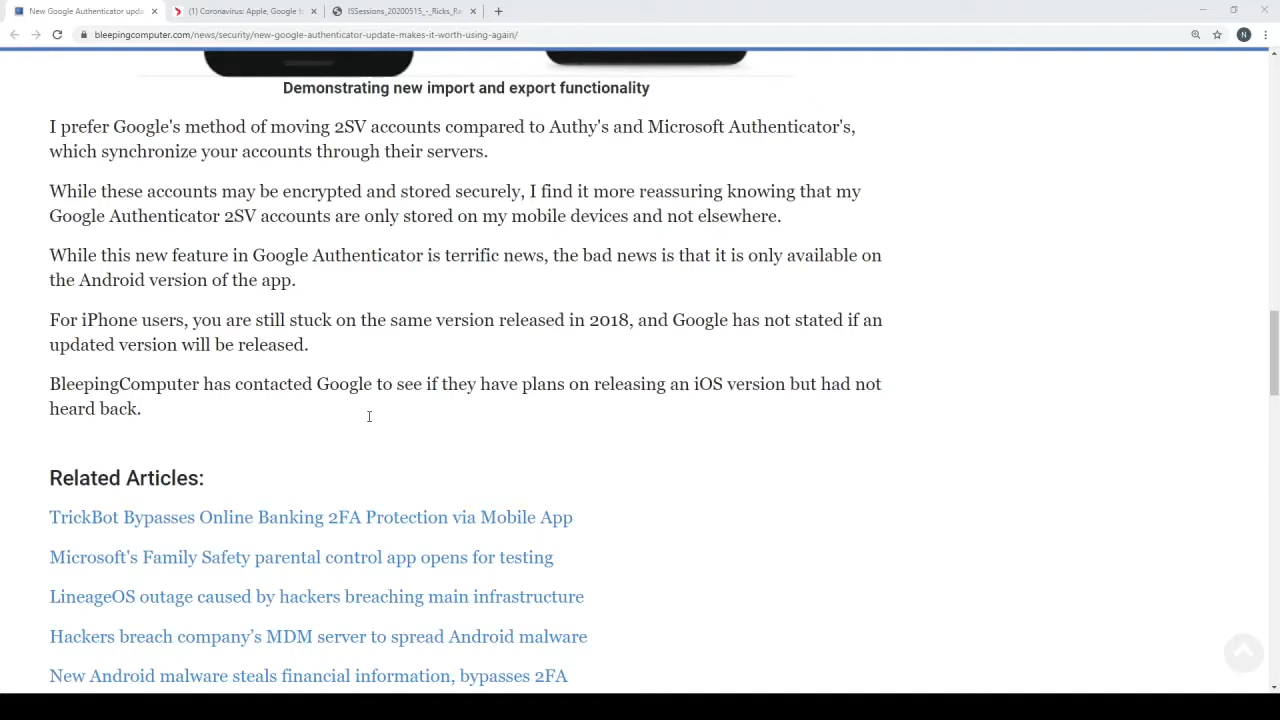 New Google Authenticator upda
(1) Coronavirus: Apple, Google t
ISSessions_20200515_-_Ricks_Ra
bleepingcomputer.com/news/security/new-google-authenticator-update-makes-it-worth-using-again/
N
Demonstrating new import and export functionality
I prefer Google's method of moving 2SV accounts compared to Authy's and Microsoft Authenticator's,
which synchronize your accounts through their servers.
While these accounts may be encrypted and stored securely, I find it more reassuring knowing that my
Google Authenticator 2SV accounts are only stored on my mobile devices and not elsewhere.
While this new feature in Google Authenticator is terrific news, the bad news is that it is only available on
the Android version of the app.
For iPhone users, you are still stuck on the same version released in 2018, and Google has not stated if an
updated version will be released.
BleepingComputer has contacted Google to see if they have plans on releasing an iOS version but had not
heard back.
Related Articles:
TrickBot Bypasses Online Banking 2FA Protection via Mobile App
Microsoft's Family Safety parental control app opens for testing
LineageOS outage caused by hackers breaching main infrastructure
Hackers breach company’s MDM server to spread Android malware
New Android malware steals financial information, bypasses 2FA